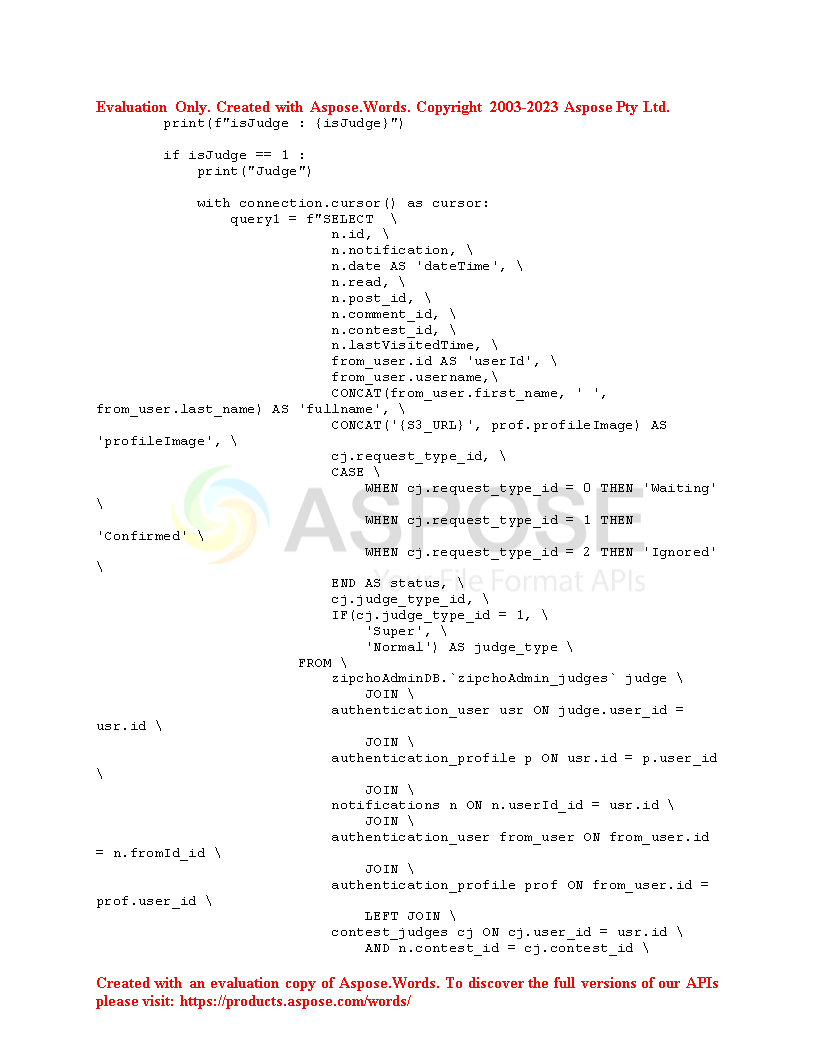 Evaluation Only. Created with Aspose.Words. Copyright 2003-2023 Aspose Pty Ltd.
        print(f"isJudge : {isJudge}")
        if isJudge == 1 :
            print("Judge")
            with connection.cursor() as cursor:
                query1 = f"SELECT  \
                            n.id, \
                            n.notification, \
                            n.date AS 'dateTime', \
                            n.read, \
                            n.post_id, \
                            n.comment_id, \
                            n.contest_id, \
                            n.lastVisitedTime, \
                            from_user.id AS 'userId', \
                            from_user.username,\
                            CONCAT(from_user.first_name, ' ',
from_user.last_name) AS 'fullname', \
                            CONCAT('{S3_URL}', prof.profileImage) AS
'profileImage', \
                            cj.request_type_id, \
                            CASE \
                                WHEN cj.request_type_id = 0 THEN 'Waiting'
\
                                WHEN cj.request_type_id = 1 THEN
'Confirmed' \
                                WHEN cj.request_type_id = 2 THEN 'Ignored'
\
                            END AS status, \
                            cj.judge_type_id, \
                            IF(cj.judge_type_id = 1, \
                                'Super', \
                                'Normal') AS judge_type \
                        FROM \
                            zipchoAdminDB.`zipchoAdmin_judges` judge \
                                JOIN \
                            authentication_user usr ON judge.user_id =
usr.id \
                                JOIN \
                            authentication_profile p ON usr.id = p.user_id
\
                                JOIN \
                            notifications n ON n.userId_id = usr.id \
                                JOIN \
                            authentication_user from_user ON from_user.id
= n.fromId_id \
                                JOIN \
                            authentication_profile prof ON from_user.id =
prof.user_id \
                                LEFT JOIN \
                            contest_judges cj ON cj.user_id = usr.id \
                                AND n.contest_id = cj.contest_id \
ASPOSE
Your File Format APIs
Created with an evaluation copy of Aspose.Words. To discover the full versions of our APIs
please visit: https://products.aspose.com/words/